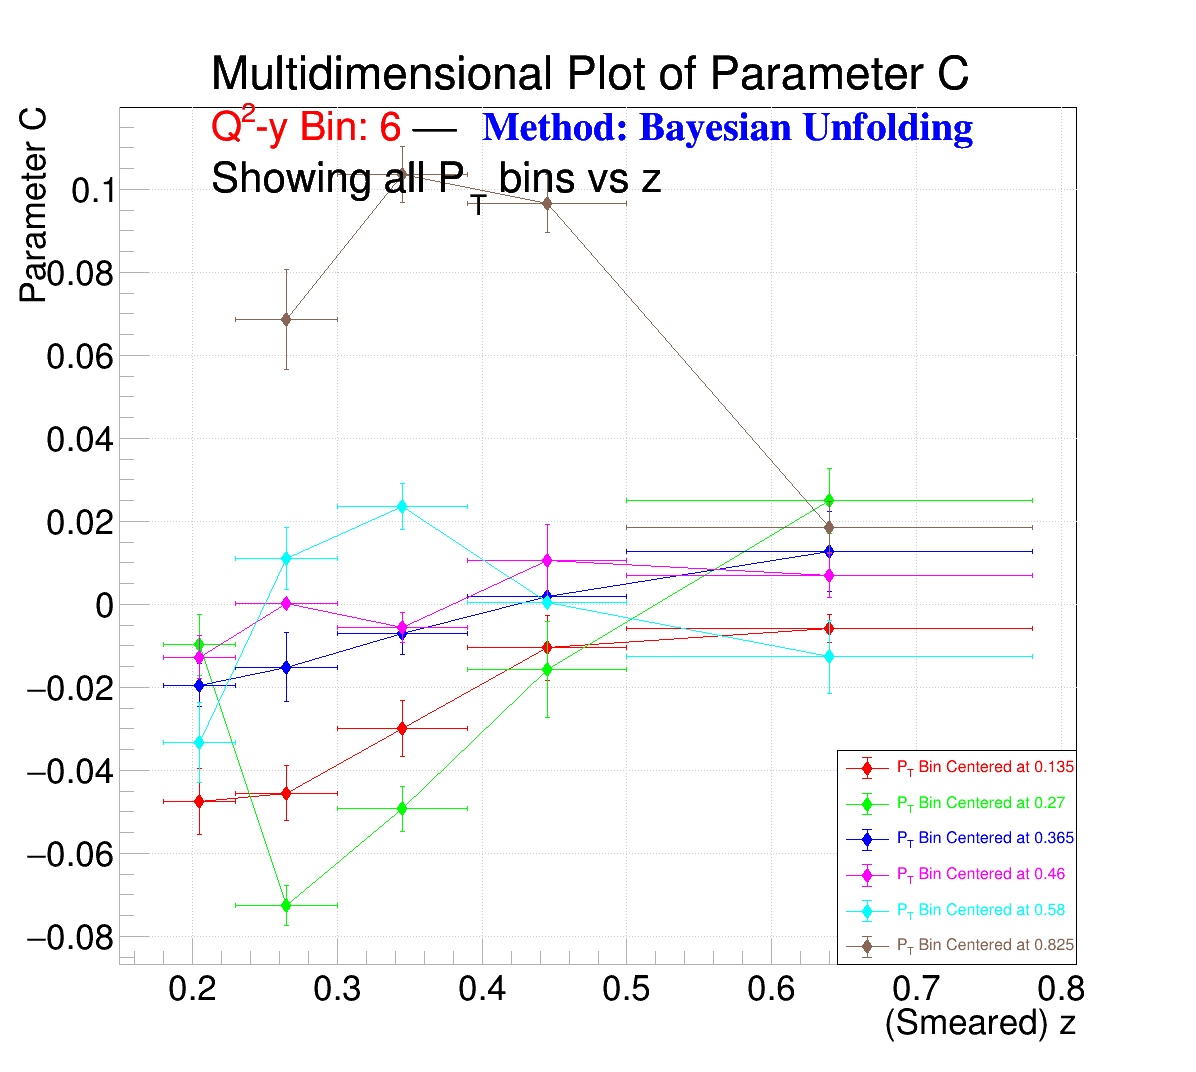 Multidimensional Plot of Parameter C
Q2-y Bin: 6 — Method: Bayesian Unfolding
Showing all PT bins vs z
Parameter C
0.1
0.08
0.06
0.04
0.02
0
−0.02
−0.04
−0.06
−0.08
PT Bin Centered at 0.135
PT Bin Centered at 0.27
PT Bin Centered at 0.365
PT Bin Centered at 0.46
PT Bin Centered at 0.58
PT Bin Centered at 0.825
0.2 0.3 0.4 0.5 0.6 0.7 0.8
(Smeared) z